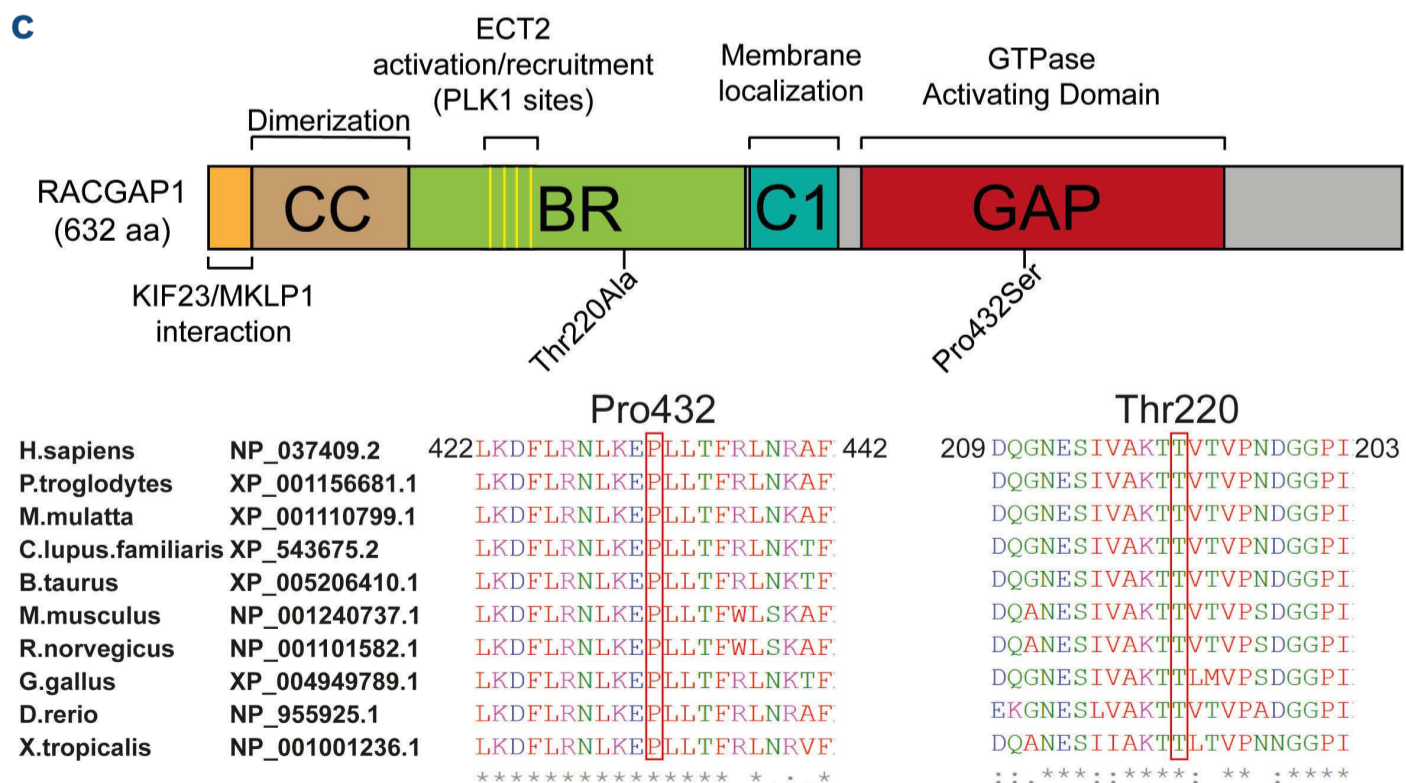 C
ECT2
activation/recruitment
(PLK1 sites)
Membrane
localization
GTPase
Activating Domain
Dimerization
RACGAP1
(632 aa)
CC
BR
C1
GAP
KIF23/MKLP1
interaction
Thr220Ala
Pro432Ser
Pro432 Thr220
H.sapiens NP_037409.2 422 LKDFLRNLKEPLLTFRLNRAF 442 209 DQGNESIVAKTTVTVPNDGGPI 203
P.troglodytes XP_001156681.1 LKDFLRNLKEPLLTFRLNKAF DQGNESIVAKTTVTVPNDGGPI
M.mulatta XP_001110799.1 LKDFLRNLKEPLLTFRLNKAF DQGNESIVAKTTVTVPNDGGPI
C.lupus.familiaris XP_543675.2 LKDFLRNLKEPLLTFRLNKTF DQGNESIVAKTTVTVPNDGGPI
B.taurus XP_005206410.1 LKDFLRNLKEPLLTFRLNKTF DQGNESIVAKTTVTVPNDGGPI
M.musculus NP_001240737.1 LKDFLRNLKEPLLTFWLSKAF DQANESIVAKTTVTVPSDGGPI
R.norvegicus NP_001101582.1 LKDFLRNLKEPLLTFWLSKAF DQANESIVAKTTVTVPSDGGPI
G.gallus XP_004949789.1 LKDFLRNLKEPLLTFRLNKTF DQGNESIVAKTTLMVPSDGGPI
D.rerio NP_955925.1 LKDFLRNLKEPLLTFRLNRAF EKGNESLVAKTTVTVPADGGPI
X.tropicalis NP_001001236.1 LKDFLRNLKEPLLTFRLNRVF DQANESIIAKTTLTVPNNGGPI
*************** *.:.* ::.***::****: ** :****